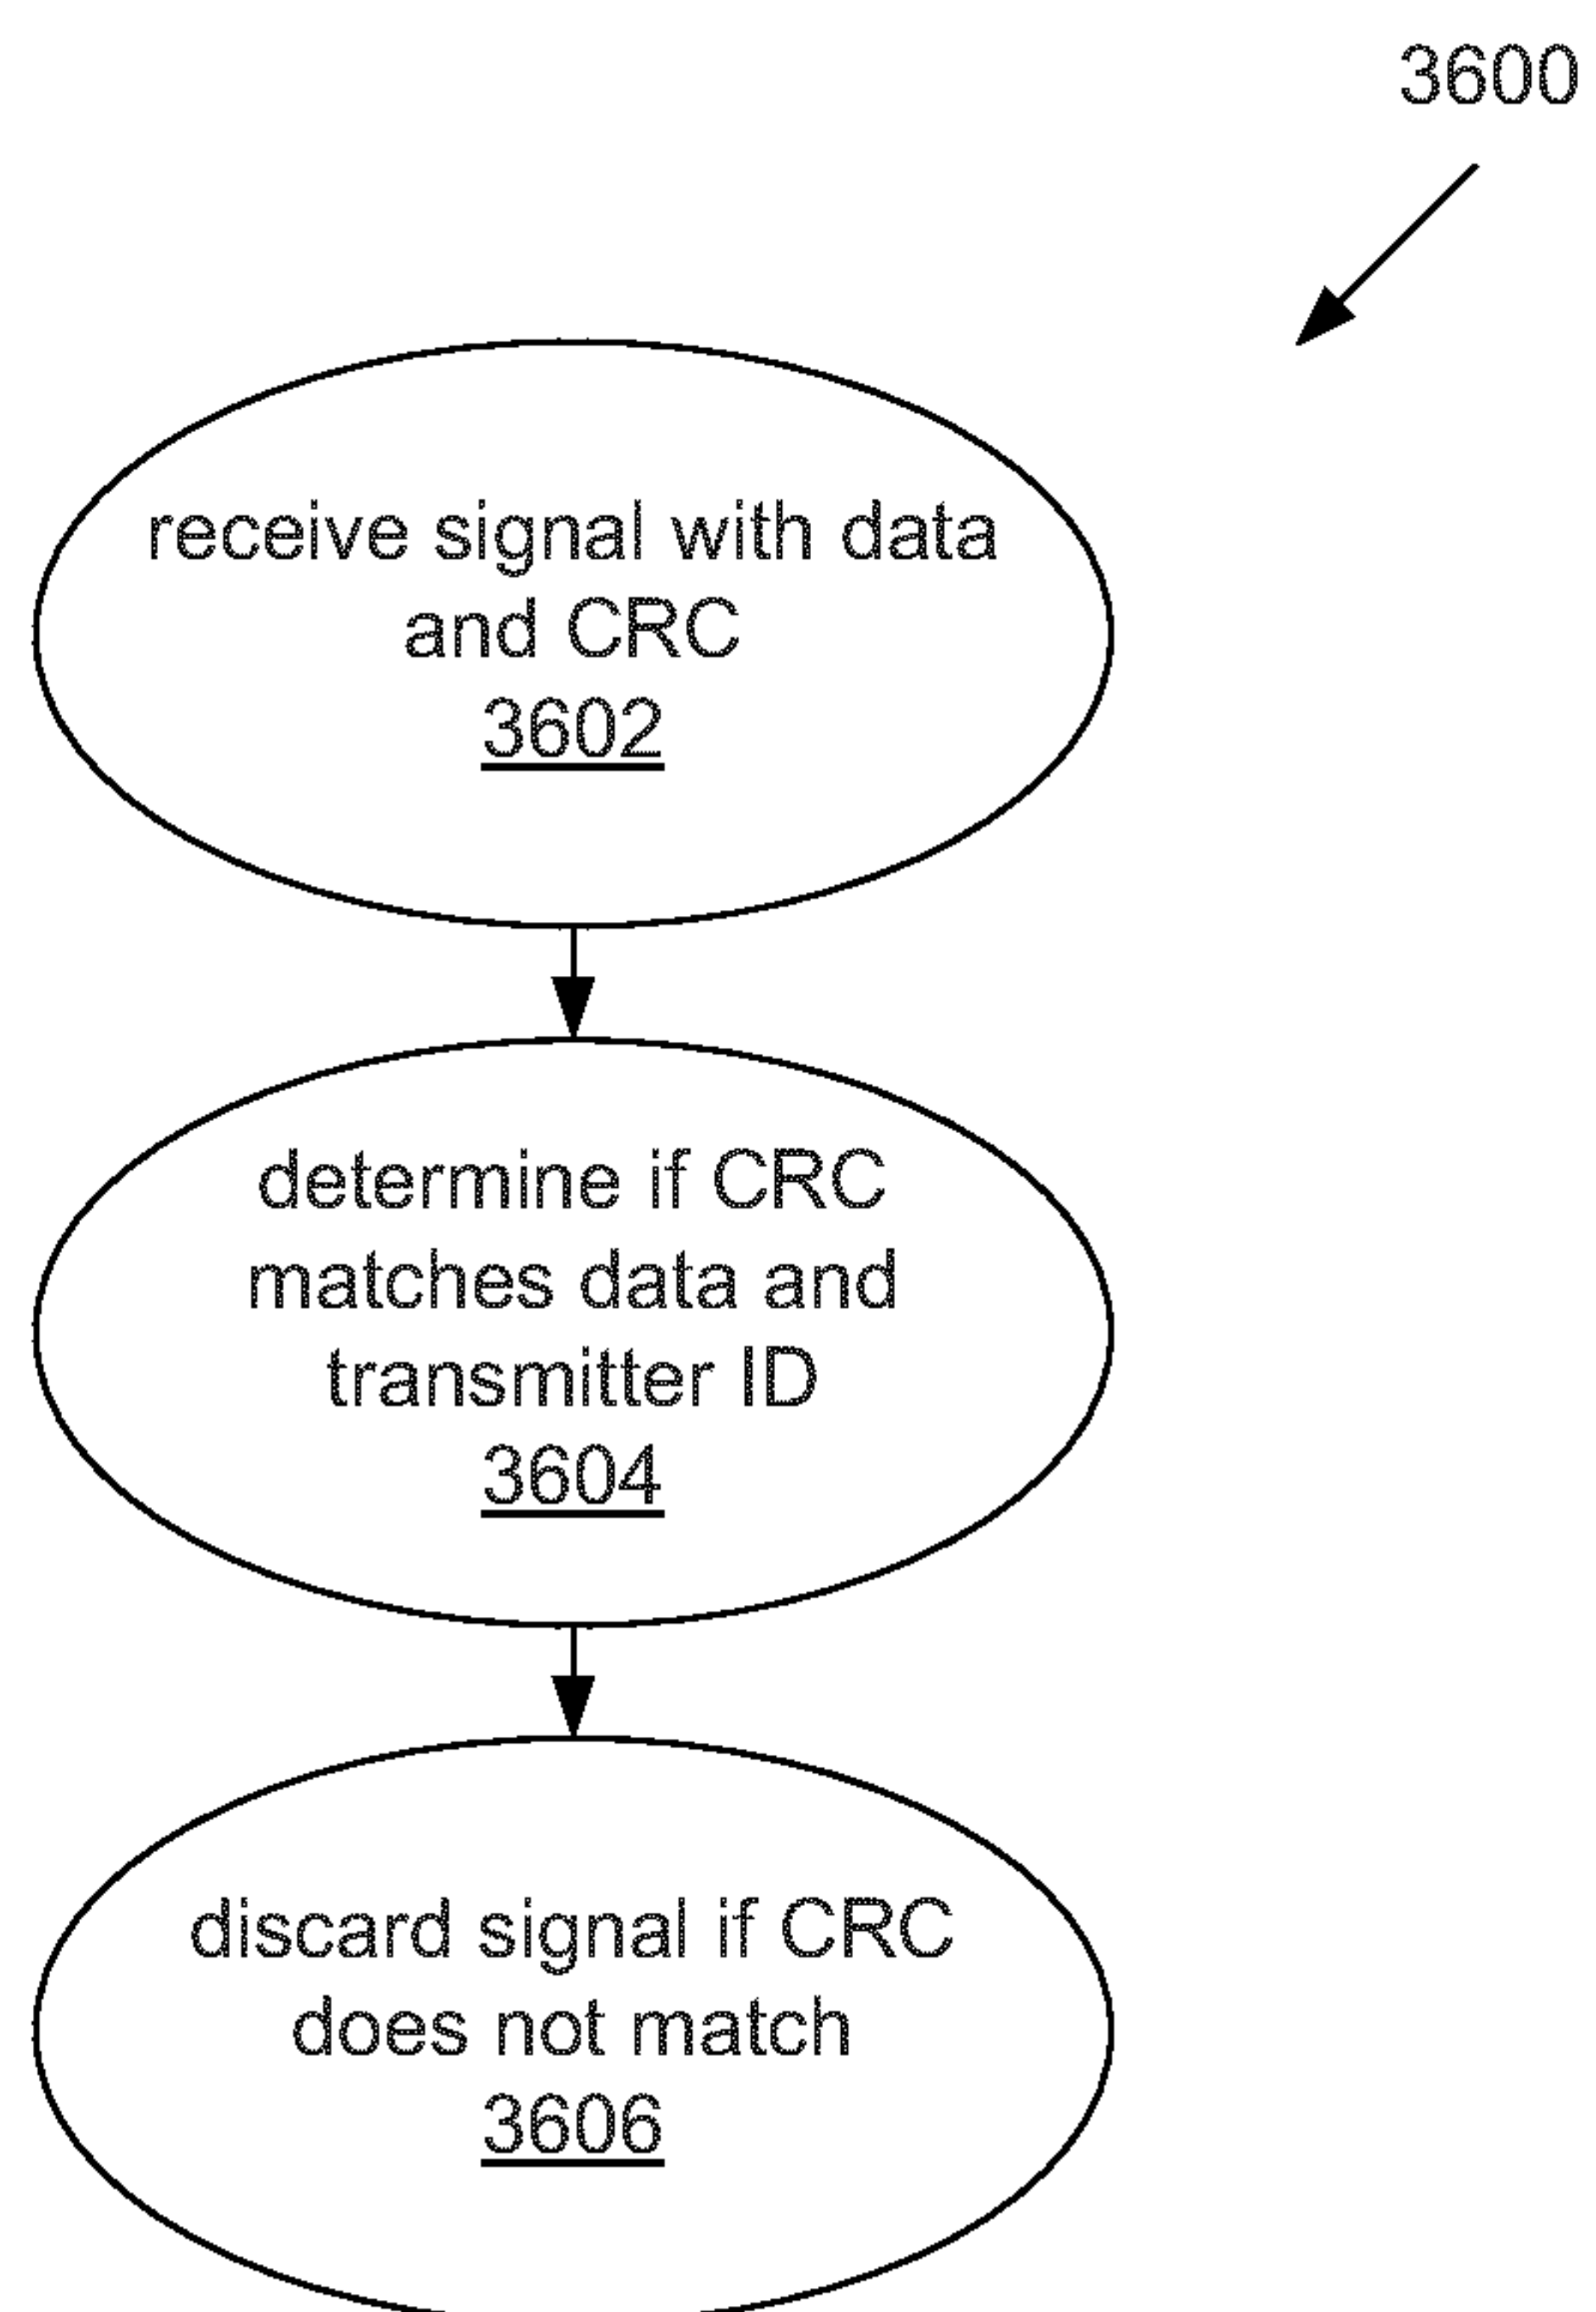 3600
receive signal with data
and CRC
3602
determine if CRC
matches data and
transmitter ID
3604
discard signal if CRC
does not match
3606